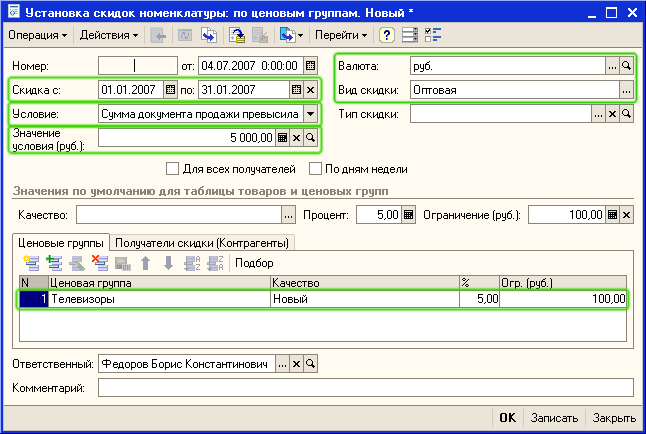 Установка скидок номенклатуры: по ценовым группам. Новый *
Операция Действия Перейти
Номер: от: 04.07.2007 0:00:00 Валюта: руб.
Скидка с: 01.01.2007 по: 31.01.2007 Вид скидки: Оптовая
Условие: Сумма документа продажи превысила Тип скидки:
Значение
условия (руб.): 5 000,00
Для всех получателей По дням недели
Значения по умолчанию для таблицы товаров и ценовых групп
Качество: Процент: 5,00 Ограничение (руб.): 100,00
Ценовые группы Получатели скидки (Контрагенты)
Подбор
N Ценовая группа Качество % Огр. (руб.)
1 Телевизоры Новый 5,00 100,00
Ответственный: Федоров Борис Константинович
Комментарий:
OK Записать Закрыть